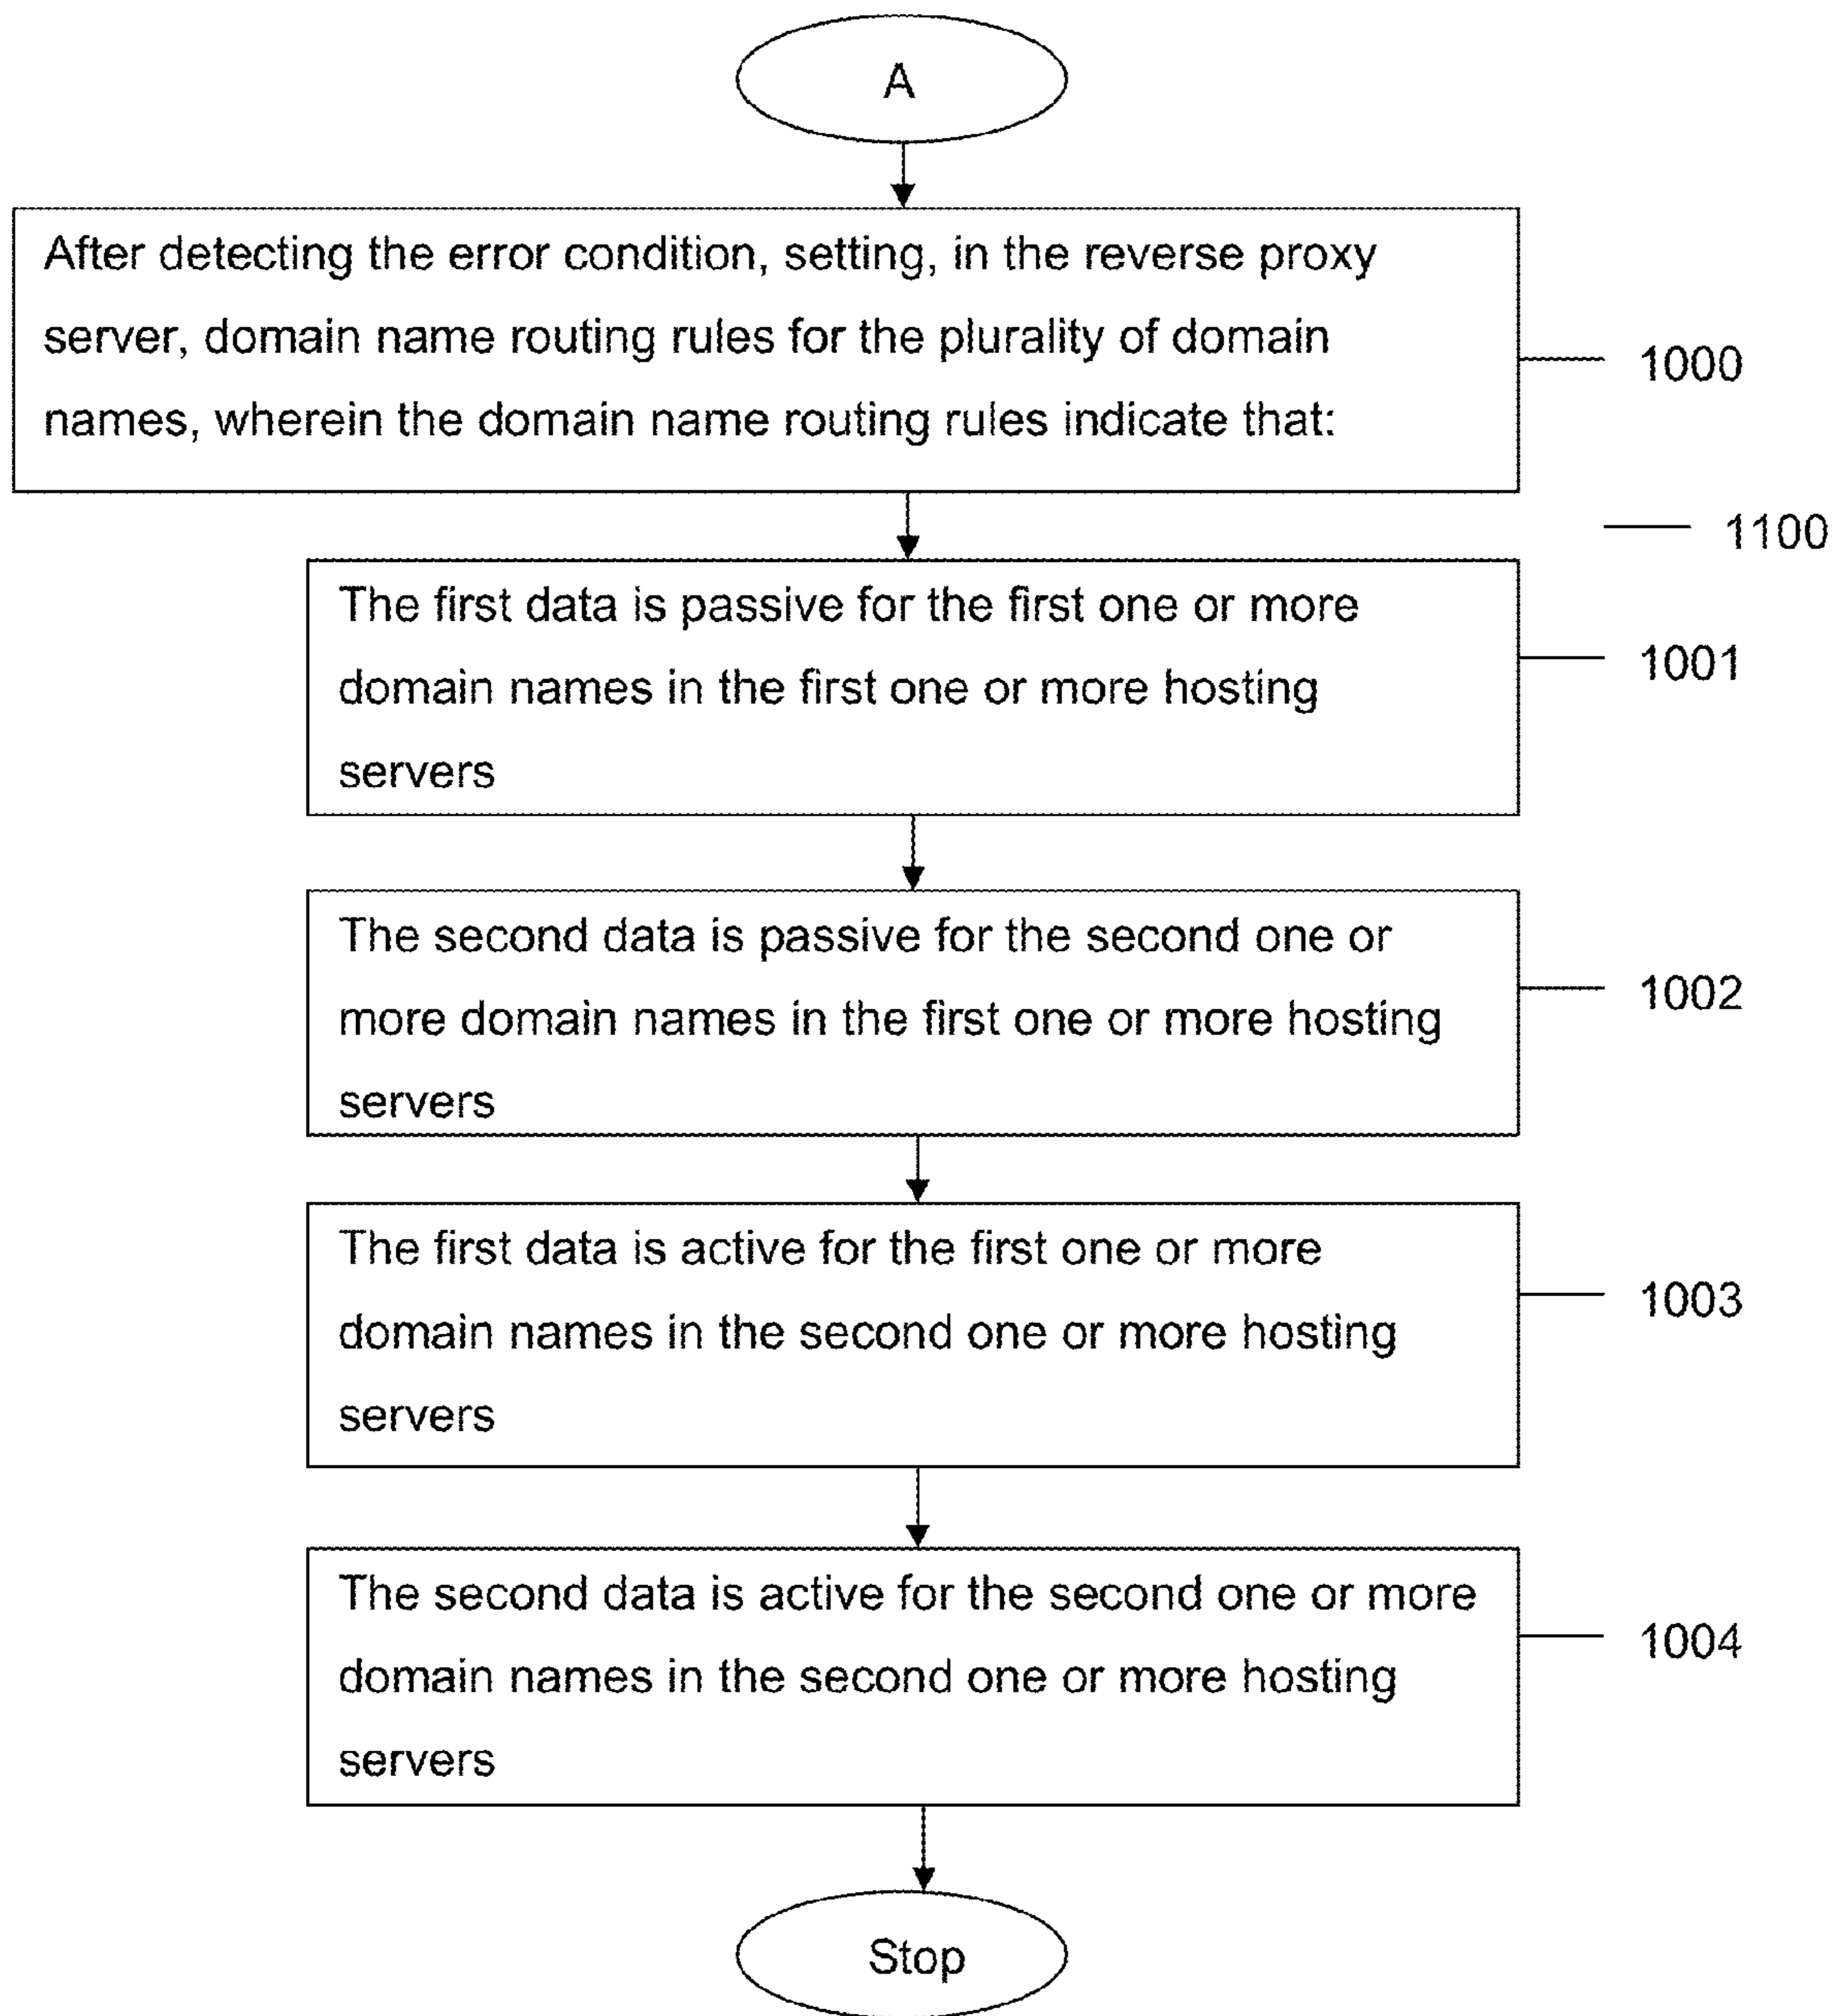 A
After detecting the error condition, setting, in the reverse proxy
server, domain name routing rules for the plurality of domain
names, wherein the domain name routing rules indicate that:
1000
1100
The first data is passive for the first one or more
domain names in the first one or more hosting
servers
1001
The second data is passive for the second one or
more domain names in the first one or more hosting
servers
1002
The first data is active for the first one or more
domain names in the second one or more hosting
servers
1003
The second data is active for the second one or more
domain names in the second one or more hosting
servers
1004
Stop